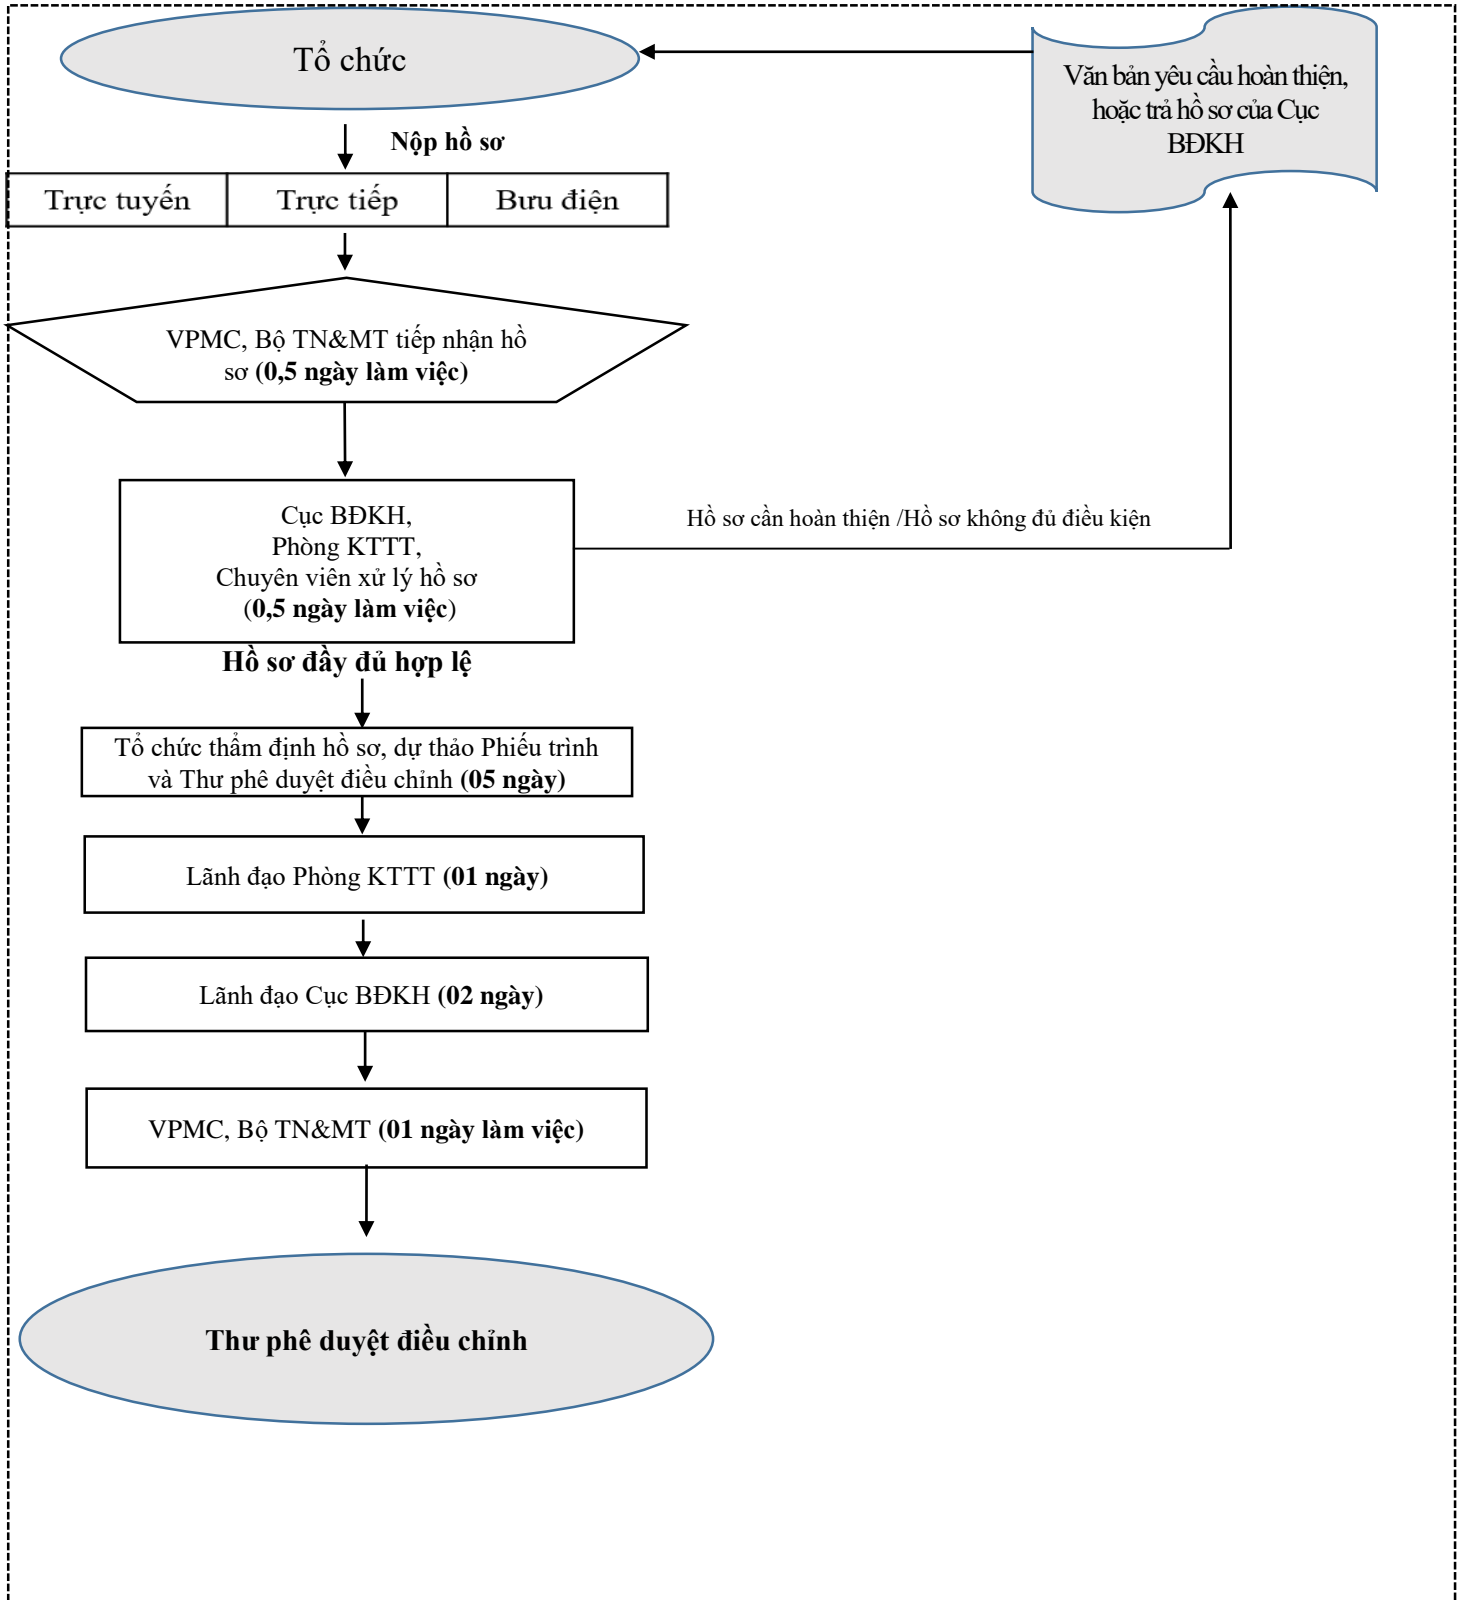 Tổ chức
Văn bản yêu cầu hoàn thiện,
hoặc trả hồ sơ của Cục
BĐKH
Nộp hồ sơ
Trực tuyến
Trực tiếp
Bưu điện
VPMC, Bộ TN&MT tiếp nhận hồ
sơ (0,5 ngày làm việc)
Cục BĐKH,
Phòng KTTT,
Chuyên viên xử lý hồ sơ
(0,5 ngày làm việc)
Hồ sơ cần hoàn thiện /Hồ sơ không đủ điều kiện
Hồ sơ đầy đủ hợp lệ
Tổ chức thẩm định hồ sơ, dự thảo Phiếu trình
và Thư phê duyệt điều chỉnh (05 ngày)
Lãnh đạo Phòng KTTT (01 ngày)
Lãnh đạo Cục BĐKH (02 ngày)
VPMC, Bộ TN&MT (01 ngày làm việc)
Thư phê duyệt điều chỉnh